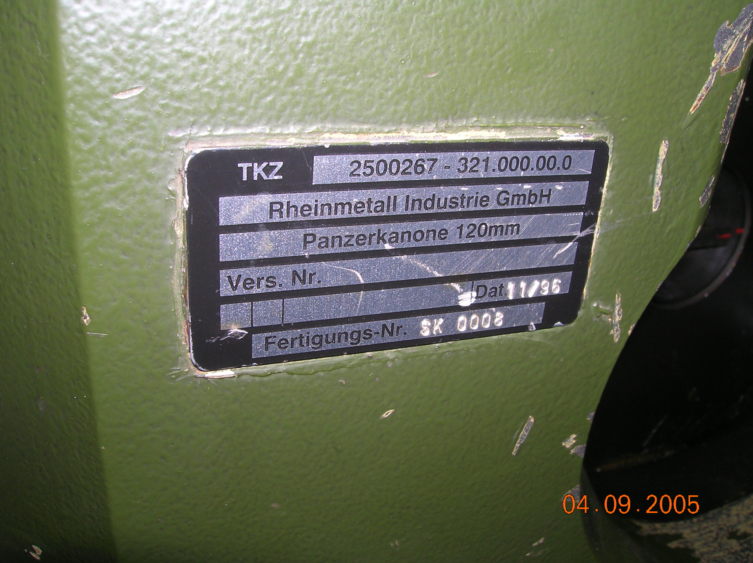 TKZ 2500267 - 321.000.00.0
Rheinmetall Industrie GmbH
Panzerkanone 120mm
Vers. Nr.
Dat. 11/96
Fertigungs-Nr. SK 0008
04.09.2005